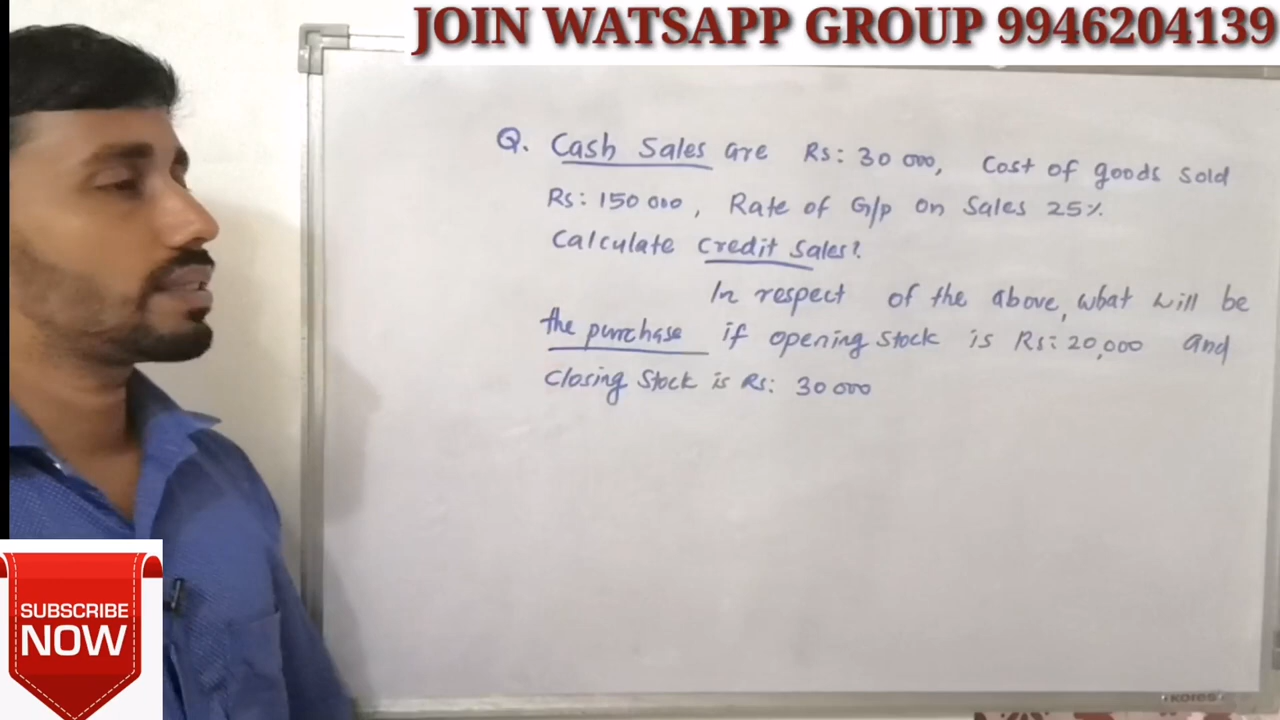 JOIN WATSAPP GROUP 9946204139
Q. Cash Sales are Rs: 30 000, Cost of goods sold
Rs: 150 000, Rate of G/p on Sales 25%.
Calculate credit sales?
In respect of the above, what will be
the purchase if opening stock is Rs: 20,000 and
closing stock is Rs: 30 000
SUBSCRIBE
NOW
KORES